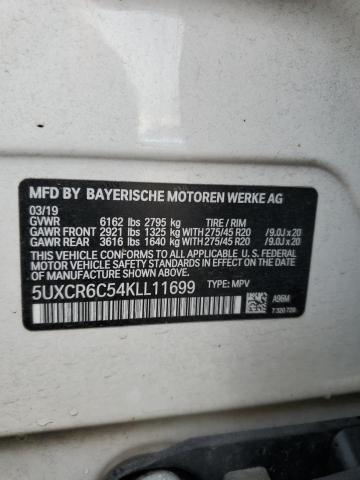 MFD BY BAYERISCHE MOTOREN WERKE AG
03/19
GVWR 6162 lbs 2795 kg TIRE / RIM
GAWR FRONT 2921 lbs 1325 kg WITH 275/45 R20 /9.0J x 20
GAWR REAR 3616 lbs 1640 kg WITH 275/45 R20 /9.0J x 20
THIS VEHICLE CONFORMS TO ALL APPLICABLE U.S. FEDERAL
MOTOR VEHICLE SAFETY STANDARDS IN EFFECT ON THE DATE
OF MANUFACTURE SHOWN ABOVE.
5UXCR6C54KLL11699 TYPE: MPV A96M